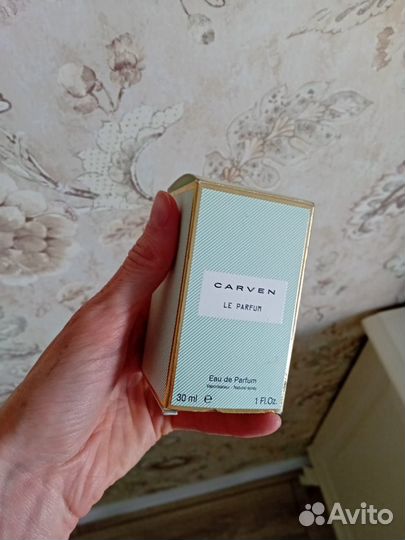 CARVEN
LE PARFUM
Eau de Parfum
Vaporisateur - Natural spray
30 ml e 1 Fl.Oz.
Avito